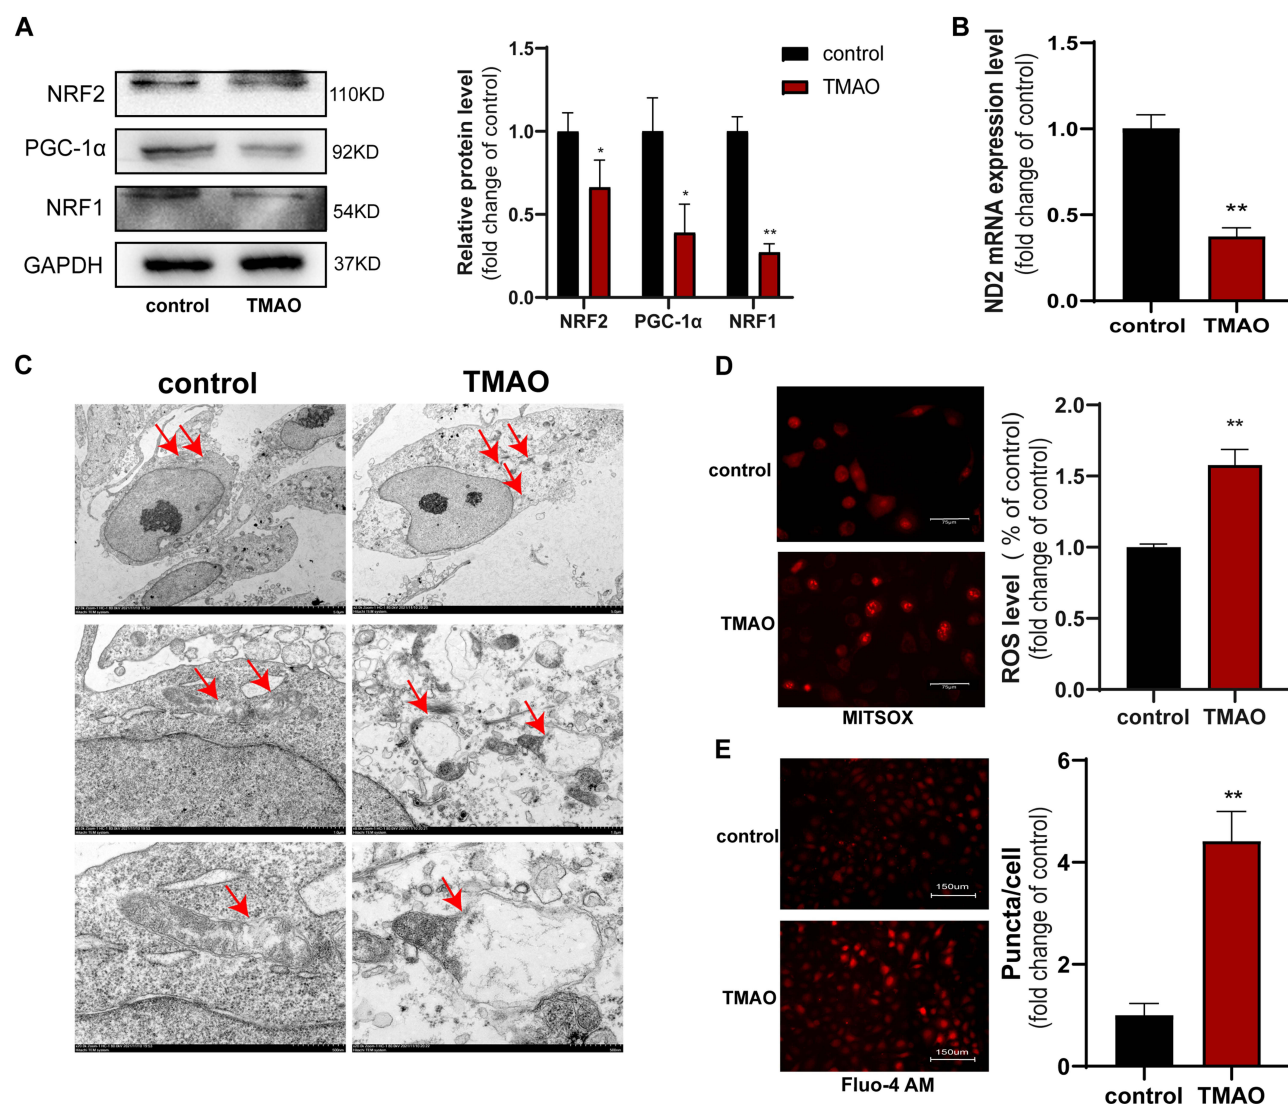 A
NRF2
110KD
PGC-1α
92KD
NRF1
54KD
GAPDH
37KD
control TMAO
Relative protein level
(fold change of control)
1.5
1.0
0.5
0.0
NRF2 PGC-1α NRF1
* * **
control
TMAO
B
ND2 mRNA expression level
(fold change of control)
1.5
1.0
0.5
0.0
**
control TMAO
C
control TMAO
D
control
75μm
TMAO
75μm
MITSOX
ROS level ( % of control)
(fold change of control)
2.0
1.5
1.0
0.5
0.0
**
control TMAO
E
control
150um
TMAO
150um
Fluo-4 AM
Puncta/cell
(fold change of control)
6
4
2
0
**
control TMAO